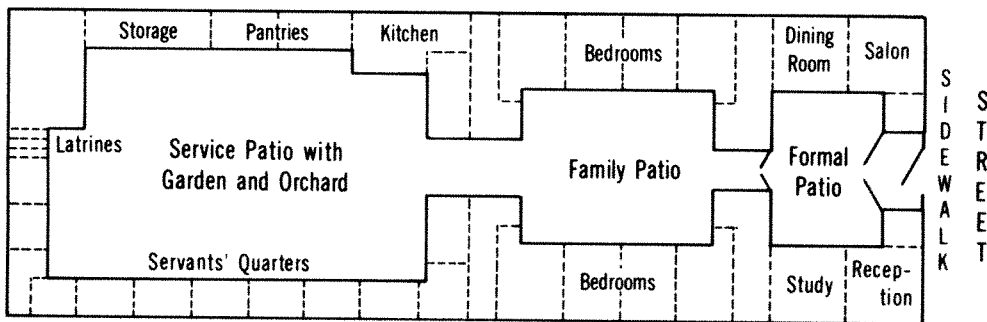 Storage
Pantries
Kitchen
Bedrooms
Dining
Room
Salon
Latrines
Service Patio with
Garden and Orchard
Family Patio
Formal
Patio
SIDEWALK
STREET
Servants' Quarters
Bedrooms
Study
Recep-
tion